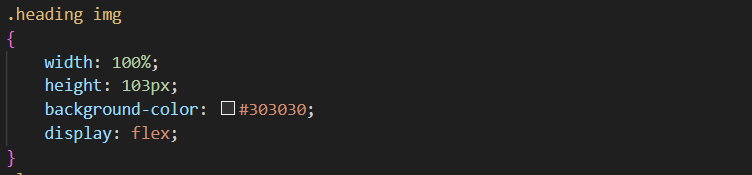 .heading img
{
width: 100%;
height: 103px;
background-color: #303030;
display: flex;
}